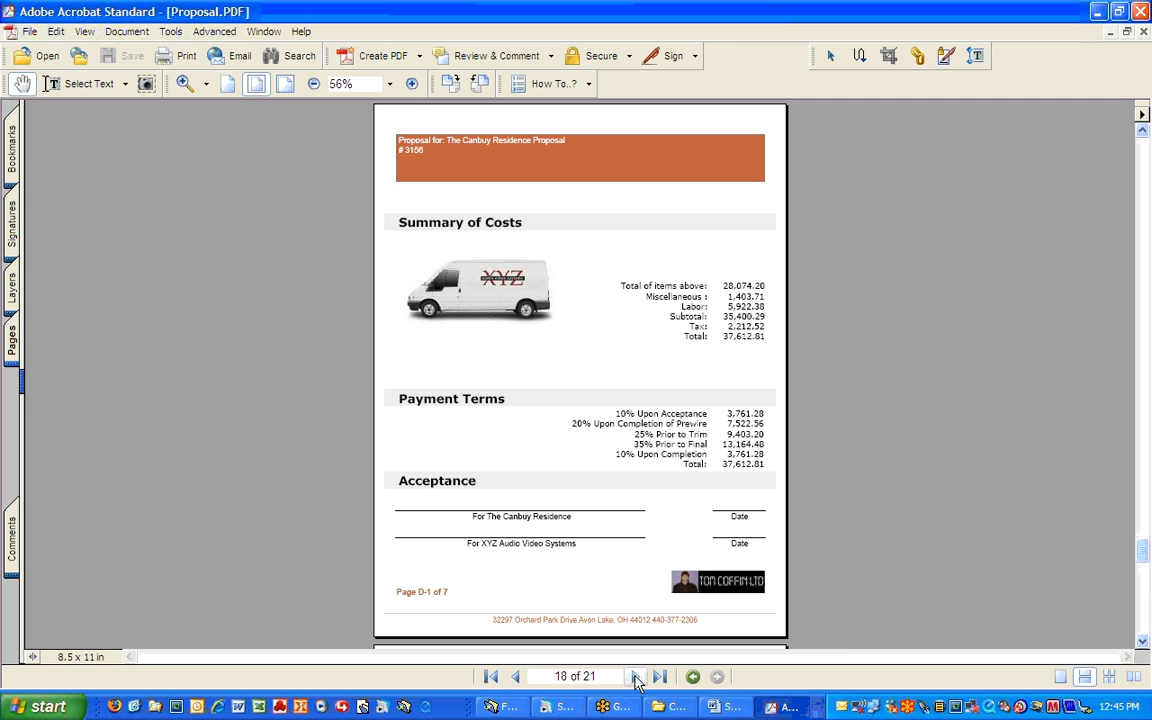 Adobe Acrobat Standard - [Proposal.PDF]
File Edit View Document Tools Advanced Window Help
Open Save Print Email Search Create PDF Review & Comment Secure Sign
Select Text 56% How To..?
Bookmarks
Signatures
Layers
Pages
Comments
Proposal for: The Canbuy Residence Proposal
# 3156
Summary of Costs
XYZ
audio video systems
Total of items above: 28,074.20
Miscellaneous : 1,403.71
Labor: 5,922.38
Subtotal: 35,400.29
Tax: 2,212.52
Total: 37,612.81
Payment Terms
10% Upon Acceptance 3,761.28
20% Upon Completion of Prewire 7,522.56
25% Prior to Trim 9,403.20
35% Prior to Final 13,164.48
10% Upon Completion 3,761.28
Total: 37,612.81
Acceptance
For The Canbuy Residence Date
For XYZ Audio Video Systems Date
TOM COFFIN LTD
Page D-1 of 7
32297 Orchard Park Drive Avon Lake, OH 44012 440-377-2306
8.5 x 11 in
18 of 21
start F... S... G... C... S... A... 12:45 PM